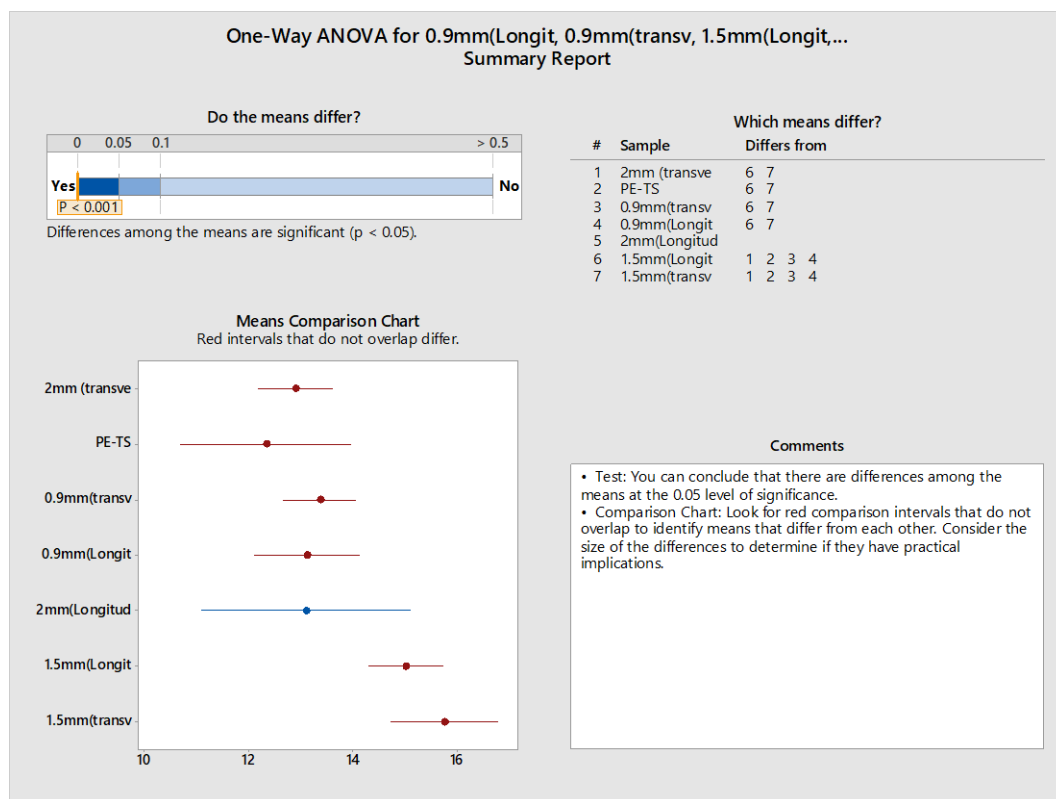 One-Way ANOVA for 0.9mm(Longit, 0.9mm(transv, 1.5mm(Longit,...
Summary Report
Do the means differ?
0 0.05 0.1 > 0.5
Yes No
P < 0.001
Differences among the means are significant (p < 0.05).
Which means differ?
# Sample Differs from
1 2mm (transve 6 7
2 PE-TS 6 7
3 0.9mm(transv 6 7
4 0.9mm(Longit 6 7
5 2mm(Longitud
6 1.5mm(Longit 1 2 3 4
7 1.5mm(transv 1 2 3 4
Means Comparison Chart
Red intervals that do not overlap differ.
2mm (transve
PE-TS
0.9mm(transv
0.9mm(Longit
2mm(Longitud
1.5mm(Longit
1.5mm(transv
10 12 14 16
Comments
• Test: You can conclude that there are differences among the
means at the 0.05 level of significance.
• Comparison Chart: Look for red comparison intervals that do not
overlap to identify means that differ from each other. Consider the
size of the differences to determine if they have practical
implications.